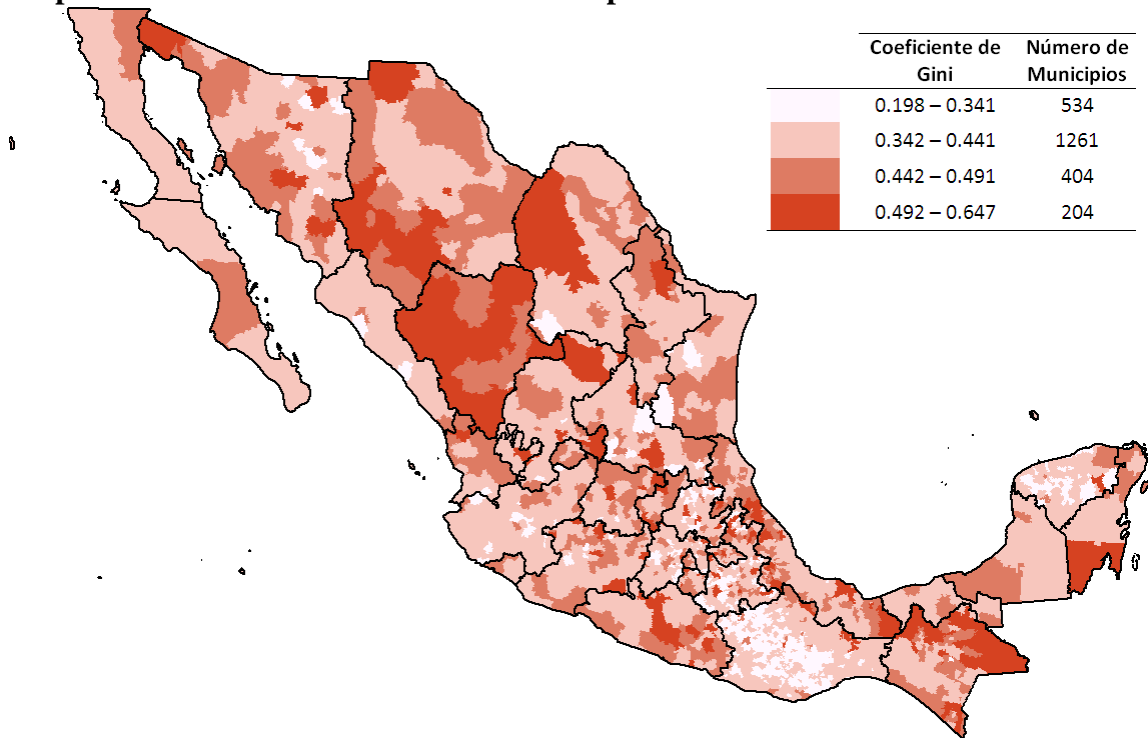 Coeficiente de Número de
Gini Municipios
0.198 – 0.341 534
0.342 – 0.441 1261
0.442 – 0.491 404
0.492 – 0.647 204